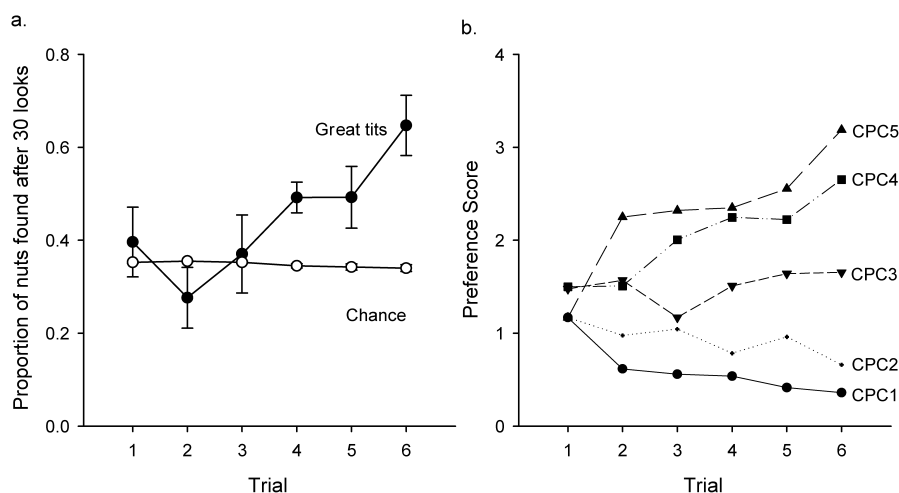 a.
Proportion of nuts found after 30 looks
0.8
0.6
0.4
0.2
0.0
Great tits
Chance
1 2 3 4 5 6
Trial
b.
Preference Score
4
3
2
1
0
CPC5
CPC4
CPC3
CPC2
CPC1
1 2 3 4 5 6
Trial